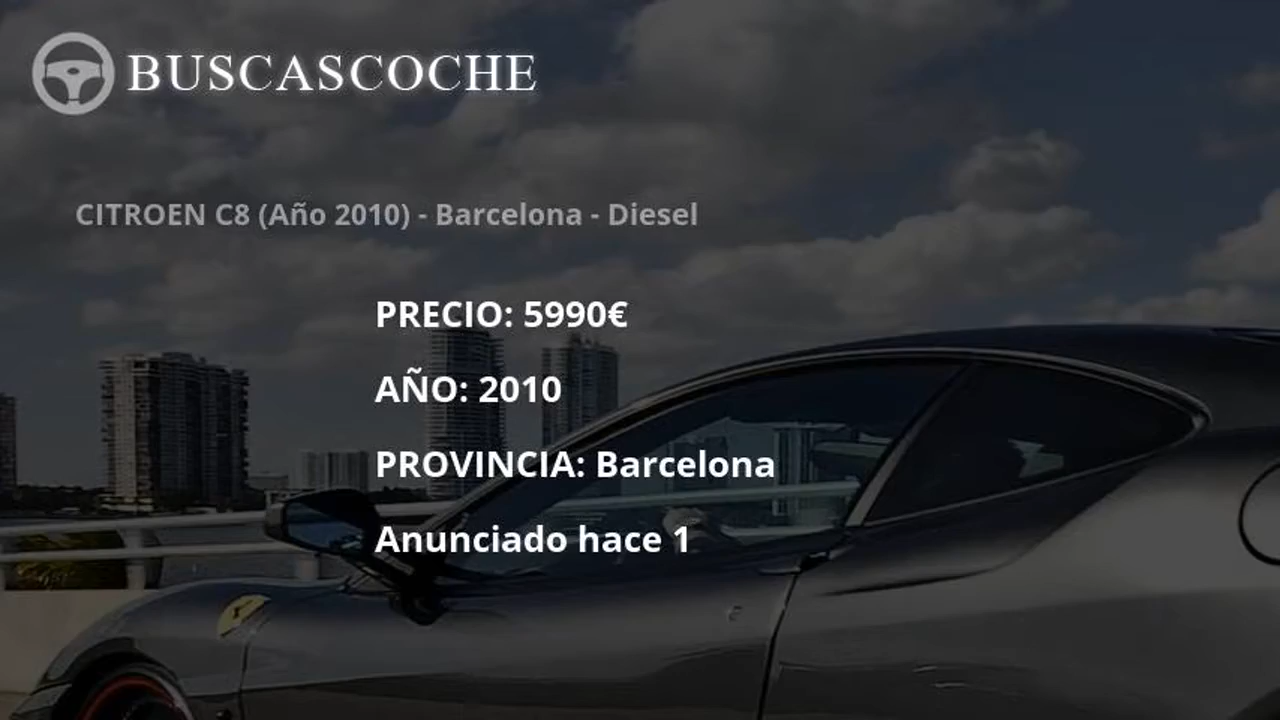 BUSCASCOCHE
CITROEN C8 (Año 2010) - Barcelona - Diesel
PRECIO: 5990€
AÑO: 2010
PROVINCIA: Barcelona
Anunciado hace 1